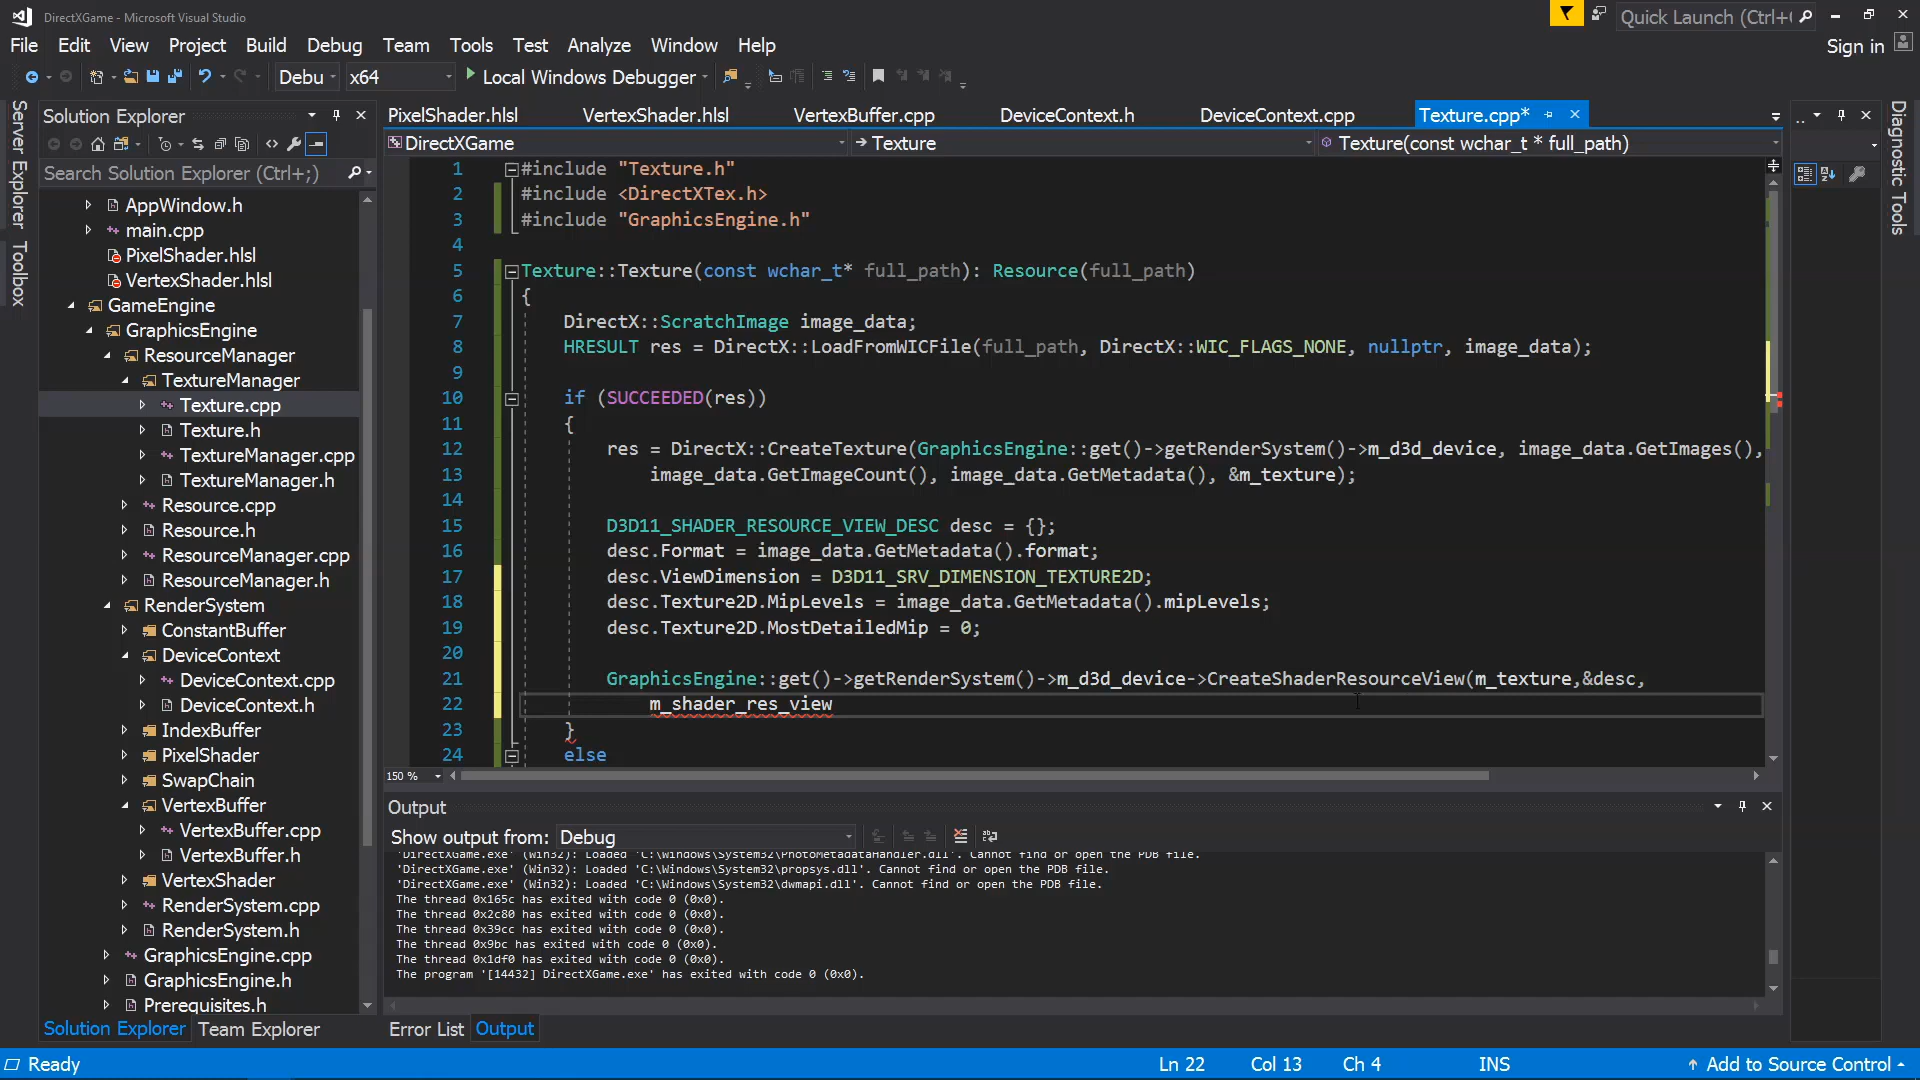 DirectXGame - Microsoft Visual Studio
Quick Launch (Ctrl+
File Edit View Project Build Debug Team Tools Test Analyze Window Help
Sign in
Debu x64 Local Windows Debugger
Server Explorer
Toolbox
Solution Explorer
Search Solution Explorer (Ctrl+;)
AppWindow.h
main.cpp
PixelShader.hlsl
VertexShader.hlsl
GameEngine
GraphicsEngine
ResourceManager
TextureManager
Texture.cpp
Texture.h
TextureManager.cpp
TextureManager.h
Resource.cpp
Resource.h
ResourceManager.cpp
ResourceManager.h
RenderSystem
ConstantBuffer
DeviceContext
DeviceContext.cpp
DeviceContext.h
IndexBuffer
PixelShader
SwapChain
VertexBuffer
VertexBuffer.cpp
VertexBuffer.h
VertexShader
RenderSystem.cpp
RenderSystem.h
GraphicsEngine.cpp
GraphicsEngine.h
Prerequisites.h
Solution Explorer Team Explorer
PixelShader.hlsl VertexShader.hlsl VertexBuffer.cpp DeviceContext.h DeviceContext.cpp Texture.cpp*
DirectXGame Texture Texture(const wchar_t * full_path)
1 #include "Texture.h"
2 #include <DirectXTex.h>
3 #include "GraphicsEngine.h"
4
5 Texture::Texture(const wchar_t* full_path): Resource(full_path)
6 {
7 DirectX::ScratchImage image_data;
8 HRESULT res = DirectX::LoadFromWICFile(full_path, DirectX::WIC_FLAGS_NONE, nullptr, image_data);
9
10 if (SUCCEEDED(res))
11 {
12 res = DirectX::CreateTexture(GraphicsEngine::get()->getRenderSystem()->m_d3d_device, image_data.GetImages(),
13 image_data.GetImageCount(), image_data.GetMetadata(), &m_texture);
14
15 D3D11_SHADER_RESOURCE_VIEW_DESC desc = {};
16 desc.Format = image_data.GetMetadata().format;
17 desc.ViewDimension = D3D11_SRV_DIMENSION_TEXTURE2D;
18 desc.Texture2D.MipLevels = image_data.GetMetadata().mipLevels;
19 desc.Texture2D.MostDetailedMip = 0;
20
21 GraphicsEngine::get()->getRenderSystem()->m_d3d_device->CreateShaderResourceView(m_texture,&desc,
22 m_shader_res_view
23 }
24 else
150 %
Output
Show output from: Debug
'DirectXGame.exe' (Win32): Loaded 'C:\Windows\System32\PhotoMetadataHandler.dll'. Cannot find or open the PDB file.
'DirectXGame.exe' (Win32): Loaded 'C:\Windows\System32\propsys.dll'. Cannot find or open the PDB file.
'DirectXGame.exe' (Win32): Loaded 'C:\Windows\System32\dwmapi.dll'. Cannot find or open the PDB file.
The thread 0x165c has exited with code 0 (0x0).
The thread 0x2c80 has exited with code 0 (0x0).
The thread 0x39cc has exited with code 0 (0x0).
The thread 0x9bc has exited with code 0 (0x0).
The thread 0x1df0 has exited with code 0 (0x0).
The program '[14432] DirectXGame.exe' has exited with code 0 (0x0).
Error List Output
Diagnostic Tools
Ready Ln 22 Col 13 Ch 4 INS Add to Source Control